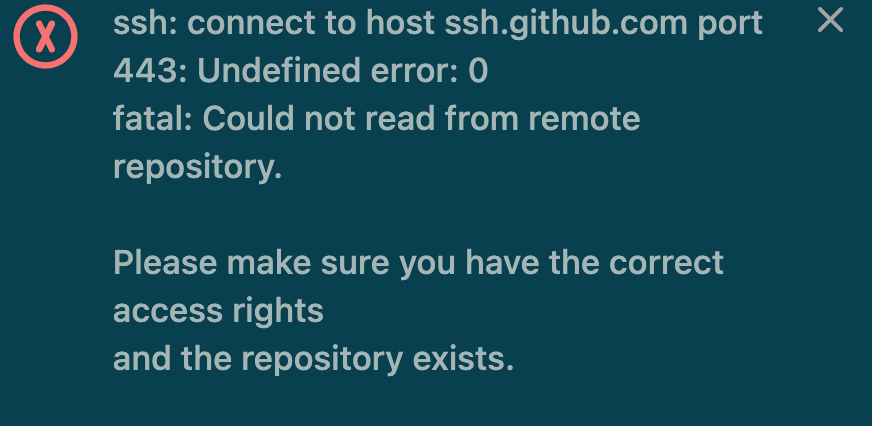 ssh: connect to host ssh.github.com port
443: Undefined error: 0
fatal: Could not read from remote
repository.

Please make sure you have the correct
access rights
and the repository exists.